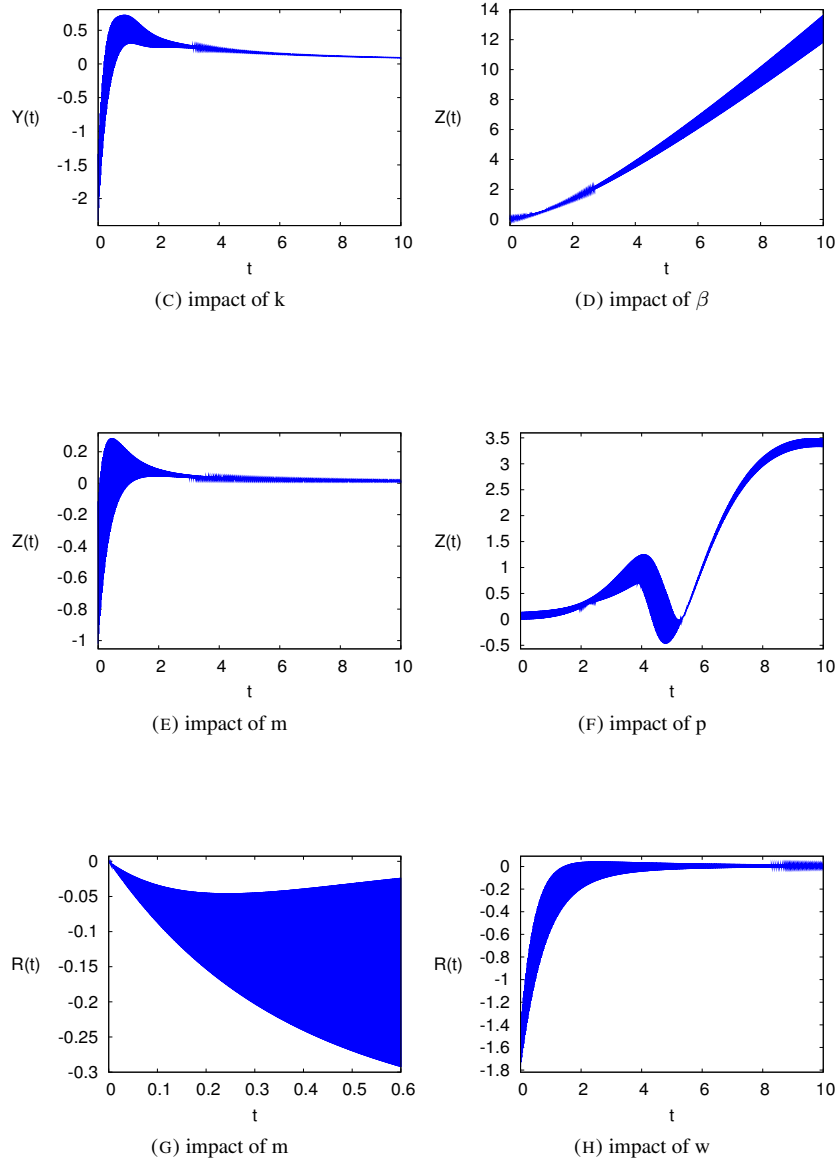 0.5
0
-0.5
-1
-1.5
-2
Y(t)
0 2 4 6 8 10
t
(C) impact of k
14
12
10
8
6
4
2
0
Z(t)
0 2 4 6 8 10
t
(D) impact of β
0.2
0
-0.2
-0.4
-0.6
-0.8
-1
Z(t)
0 2 4 6 8 10
t
(E) impact of m
3.5
3
2.5
2
1.5
1
0.5
0
-0.5
Z(t)
0 2 4 6 8 10
t
(F) impact of p
0
-0.05
-0.1
-0.15
-0.2
-0.25
-0.3
R(t)
0 0.1 0.2 0.3 0.4 0.5 0.6
t
(G) impact of m
0
-0.2
-0.4
-0.6
-0.8
-1
-1.2
-1.4
-1.6
-1.8
R(t)
0 2 4 6 8 10
t
(H) impact of w